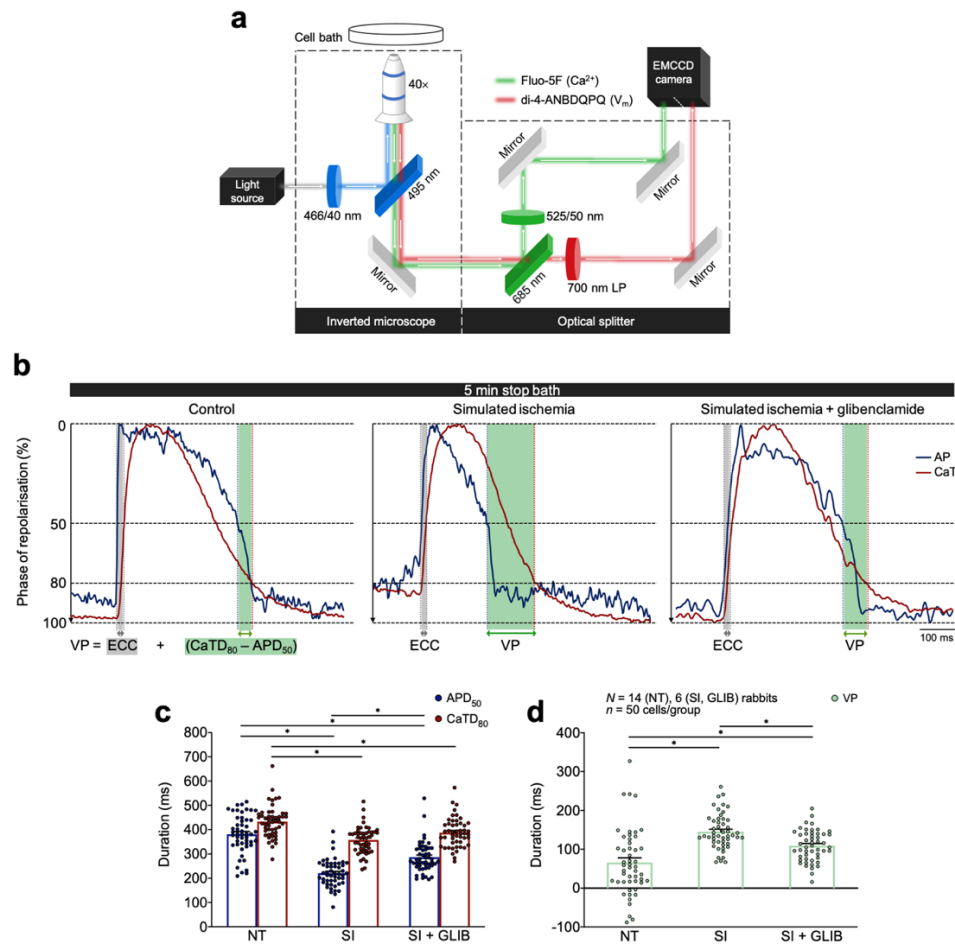 a
Cell bath
EMCCD
camera
40×
Fluo-5F (Ca²⁺)
di-4-ANBDQPQ (Vₘ)
Mirror
Mirror
Light
source
495 nm
466/40 nm
525/50 nm
Mirror
685 nm
700 nm LP
Mirror
Inverted microscope
Optical splitter
b
5 min stop bath
Control
Simulated ischemia
Simulated ischemia + glibenclamide
Phase of repolarisation (%)
0
50
80
100
AP
CaT
VP = ECC + (CaTD₈₀ – APD₅₀)
ECC
VP
ECC
VP
100 ms
c
APD₅₀
CaTD₈₀
Duration (ms)
800
700
600
500
400
300
200
100
0
*
*
*
*
*
*
NT
SI
SI + GLIB
d
N = 14 (NT), 6 (SI, GLIB) rabbits
n = 50 cells/group
VP
Duration (ms)
400
300
200
100
0
-100
*
*
*
NT
SI
SI + GLIB